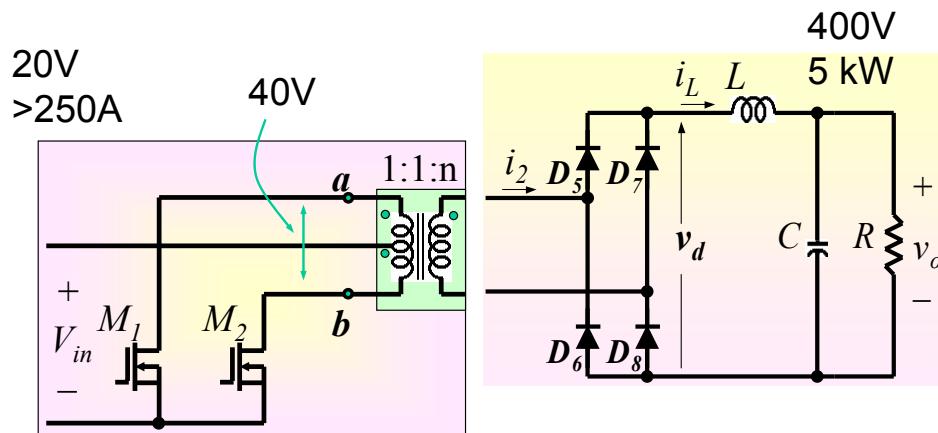 20V
>250A
40V
1:1:n
a
b
+
V_in
–
M_1
M_2
400V
5 kW
i_L
L
i_2
D_5
D_7
v_d
C
R
+
v_o
–
D_6
D_8